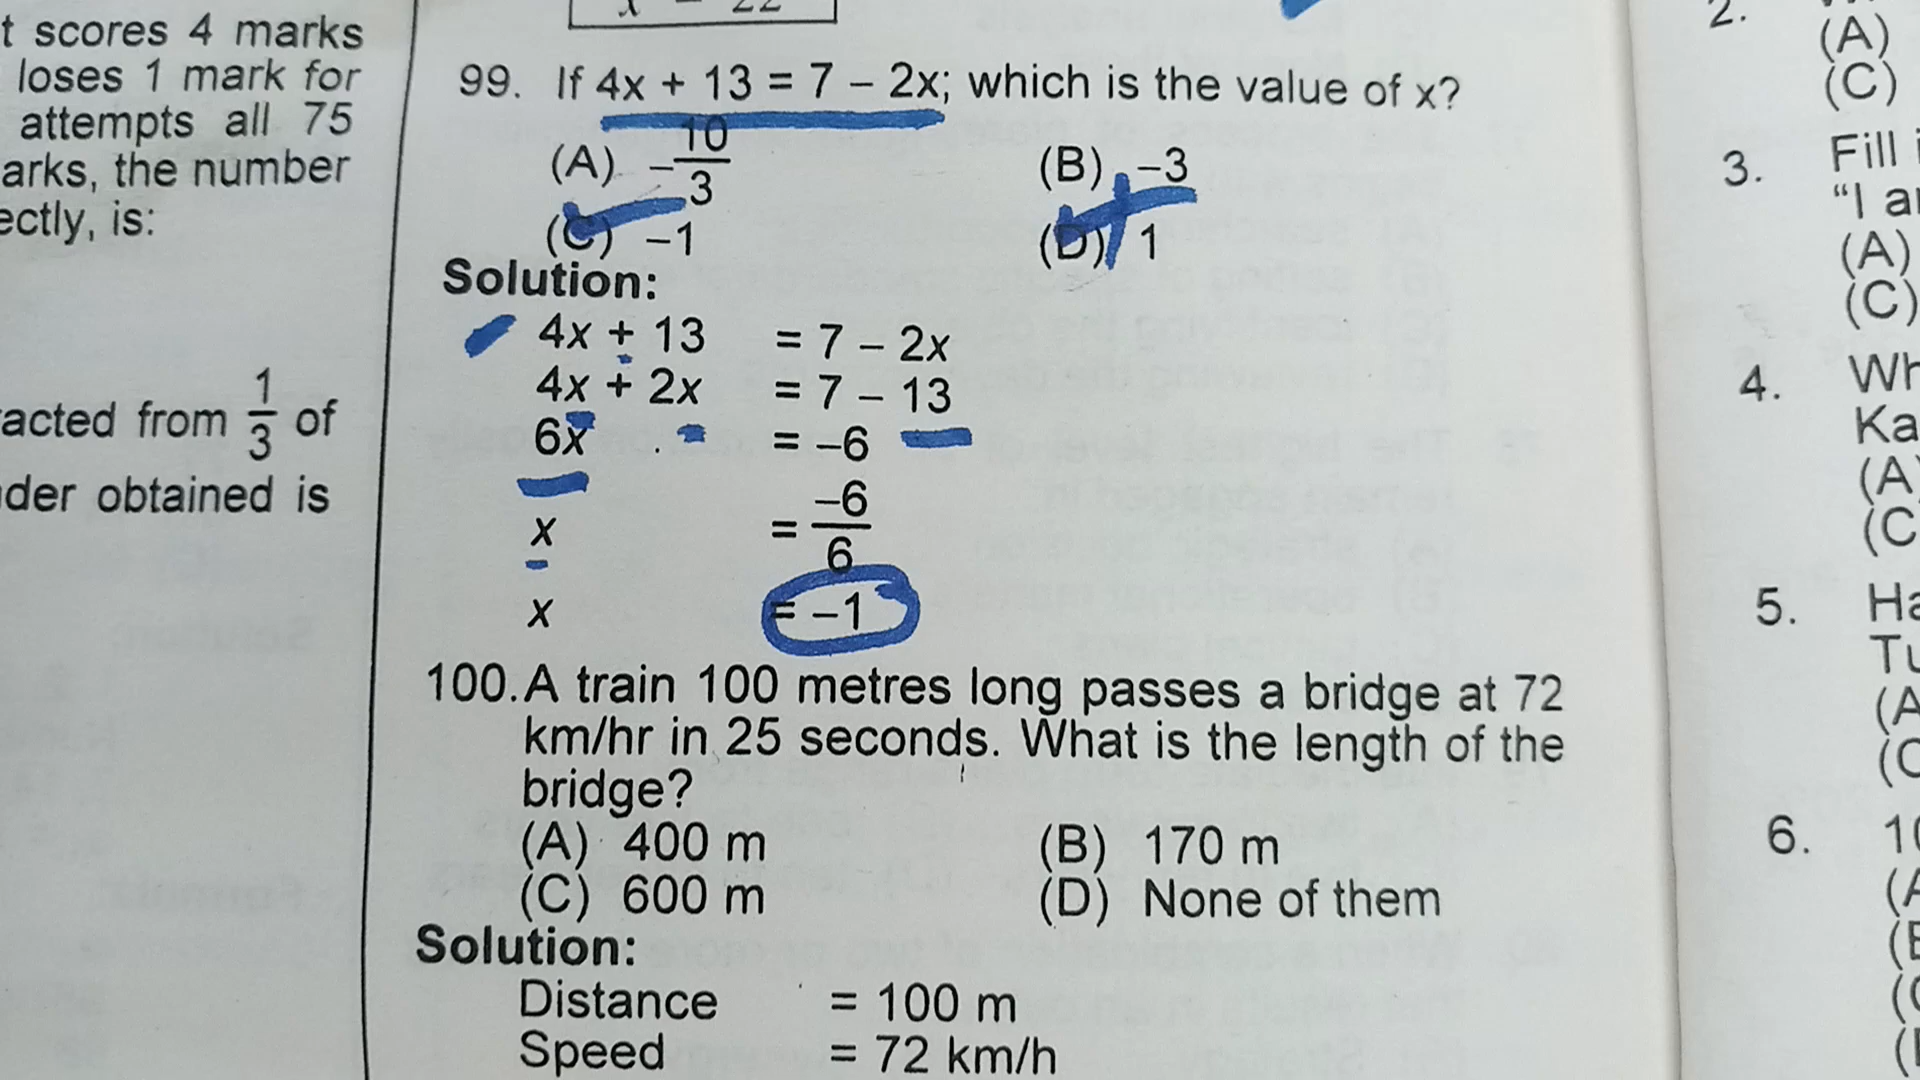 t scores 4 marks
loses 1 mark for
attempts all 75
arks, the number
ectly, is:
acted from 1/3 of
der obtained is
99. If 4x + 13 = 7 – 2x; which is the value of x?
(A) –10/3 (B) –3
(C) –1 (D) 1
Solution:
4x + 13 = 7 – 2x
4x + 2x = 7 – 13
6x = –6
x = –6/6
x = –1
100. A train 100 metres long passes a bridge at 72
km/hr in 25 seconds. What is the length of the
bridge?
(A) 400 m (B) 170 m
(C) 600 m (D) None of them
Solution:
Distance = 100 m
Speed = 72 km/h
2.
(A)
(C)
3. Fill i
“I a
(A)
(C)
4. Wh
Ka
(A)
(C
5. Ha
Tu
(A
(C
6. 10
(A
(B
(C